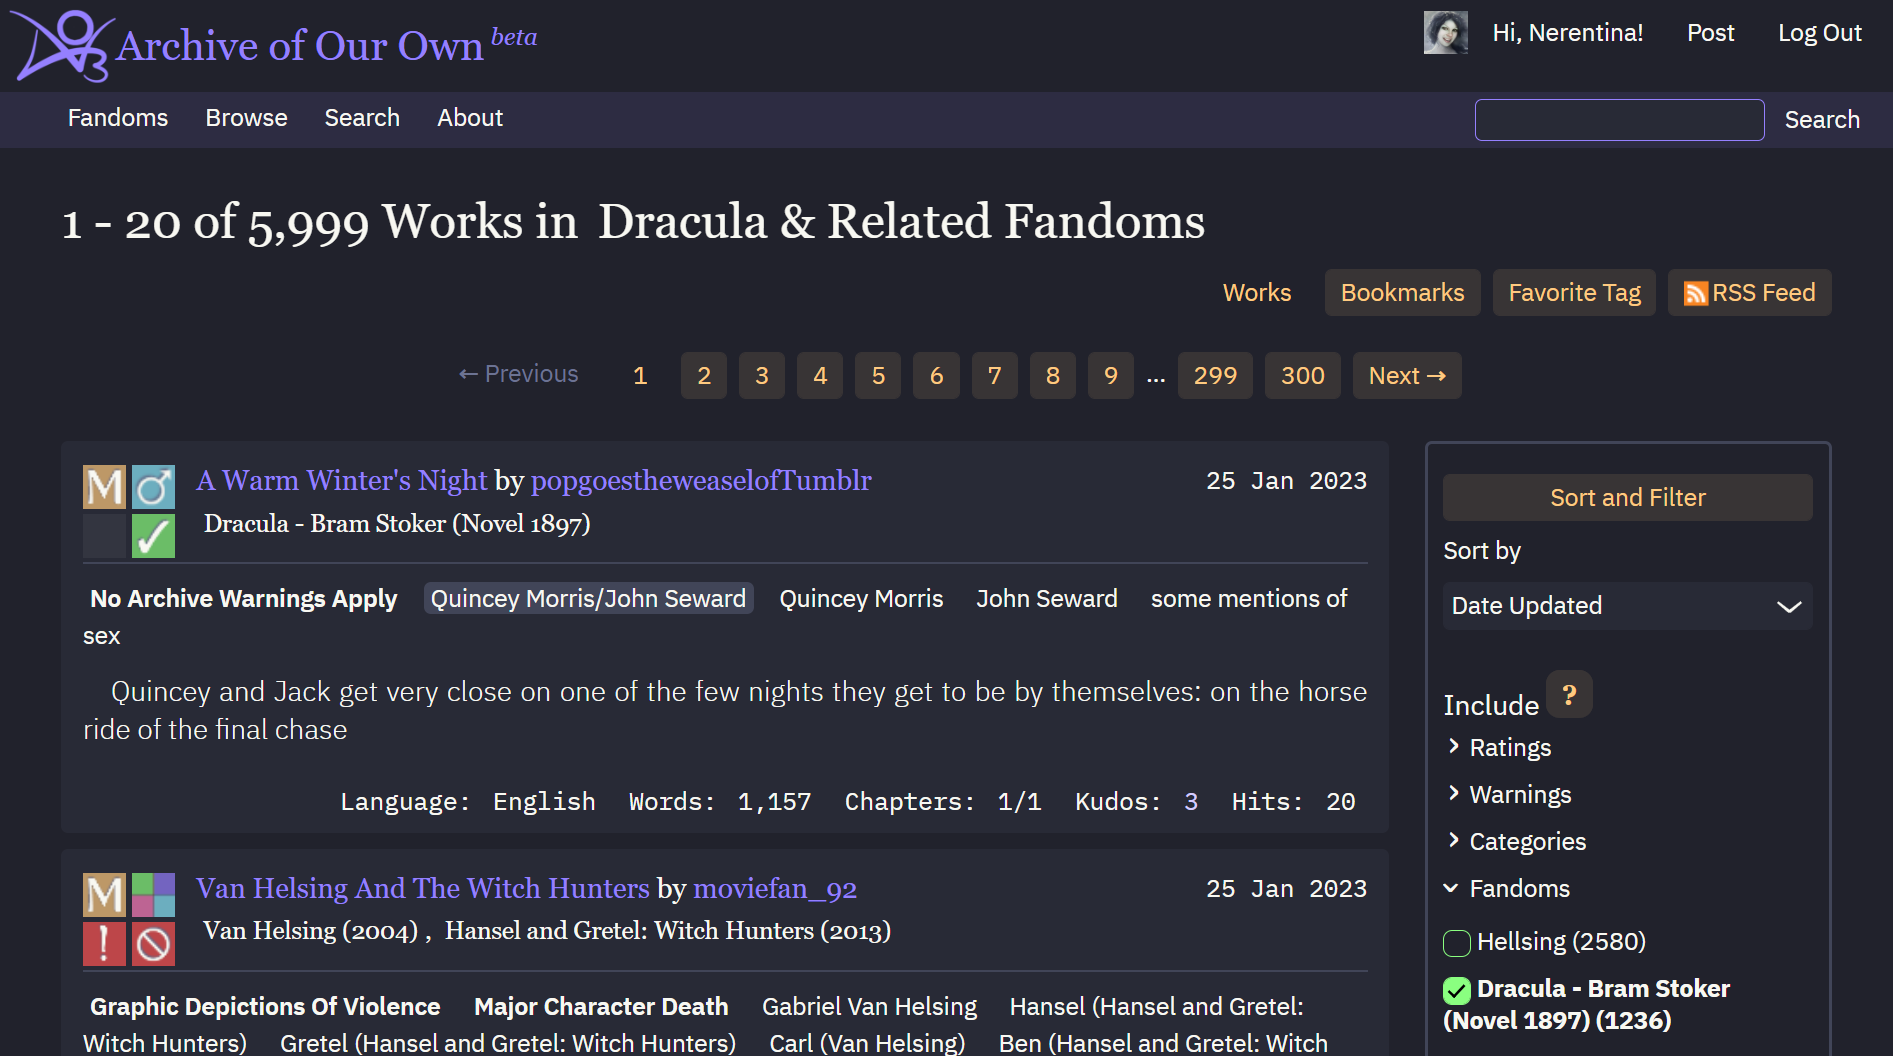 Archive of Our Own beta
Hi, Nerentina! Post Log Out
Fandoms Browse Search About Search
1 - 20 of 5,999 Works in Dracula & Related Fandoms
Works Bookmarks Favorite Tag RSS Feed
← Previous 1 2 3 4 5 6 7 8 9 … 299 300 Next →
M A Warm Winter's Night by popgoestheweaselofTumblr 25 Jan 2023
Dracula - Bram Stoker (Novel 1897)
No Archive Warnings Apply Quincey Morris/John Seward Quincey Morris John Seward some mentions of
sex
Quincey and Jack get very close on one of the few nights they get to be by themselves: on the horse
ride of the final chase
Language: English Words: 1,157 Chapters: 1/1 Kudos: 3 Hits: 20
M Van Helsing And The Witch Hunters by moviefan_92 25 Jan 2023
! Van Helsing (2004) , Hansel and Gretel: Witch Hunters (2013)
Graphic Depictions Of Violence Major Character Death Gabriel Van Helsing Hansel (Hansel and Gretel:
Witch Hunters) Gretel (Hansel and Gretel: Witch Hunters) Carl (Van Helsing) Ben (Hansel and Gretel: Witch
Sort and Filter
Sort by
Date Updated
Include ?
Ratings
Warnings
Categories
Fandoms
Hellsing (2580)
Dracula - Bram Stoker
(Novel 1897) (1236)